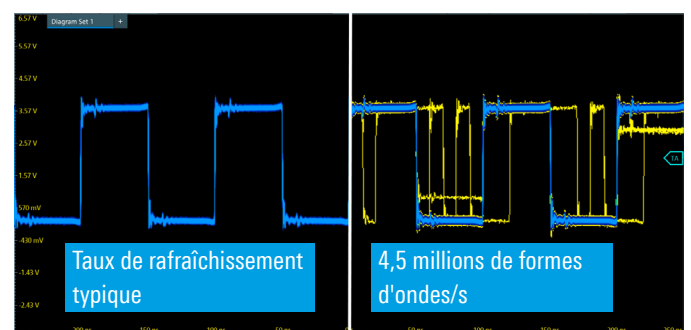 6.57 V
Diagram Set 1 +
5.57 V
4.57 V
3.57 V
2.57 V
1.57 V
570 mV
-430 mV
-1.43 V
-2.43 V
TA
Taux de rafraîchissement
typique
4,5 millions de formes
d'ondes/s